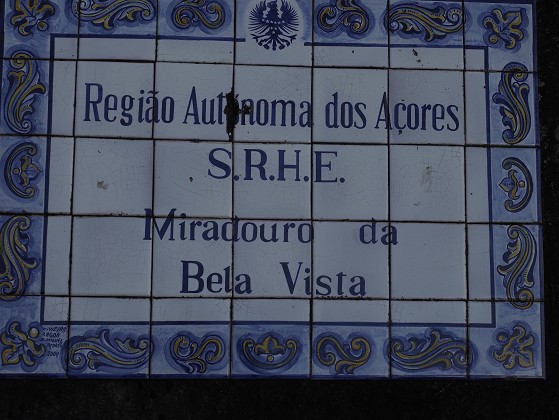 Região Autónoma dos Açores
S.R.H.E.
Miradouro da
Bela Vista